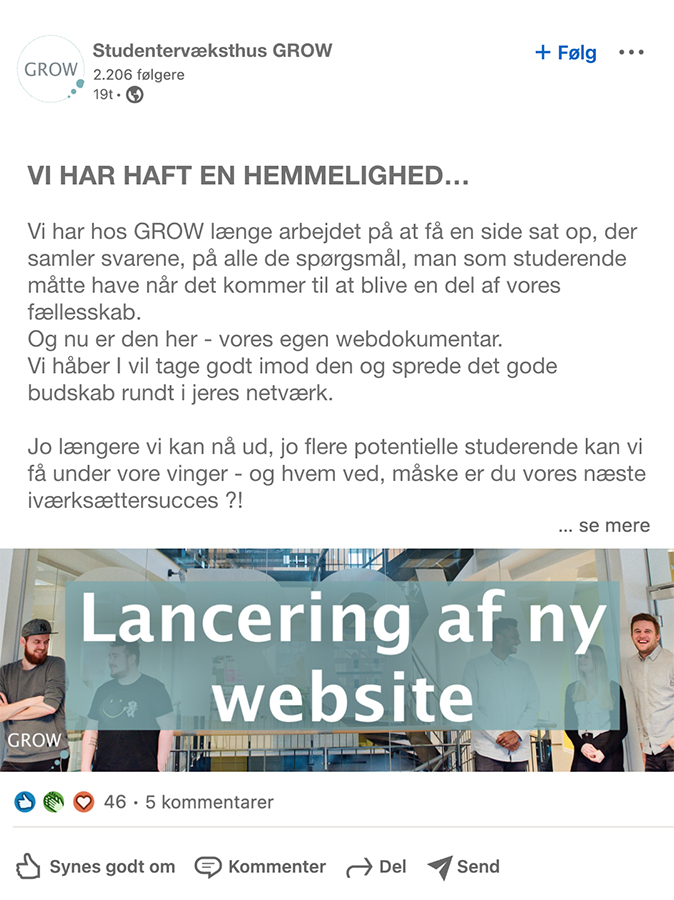 GROW
Studentervæksthus GROW
2.206 følgere
19t •
+ Følg
VI HAR HAFT EN HEMMELIGHED...
Vi har hos GROW længe arbejdet på at få en side sat op, der
samler svarene, på alle de spørgsmål, man som studerende
måtte have når det kommer til at blive en del af vores
fællesskab.
Og nu er den her - vores egen webdokumentar.
Vi håber I vil tage godt imod den og sprede det gode
budskab rundt i jeres netværk.
Jo længere vi kan nå ud, jo flere potentielle studerende kan vi
få under vore vinger - og hvem ved, måske er du vores næste
iværksættersucces ?!
... se mere
Lancering af ny
website
GROW
46 • 5 kommentarer
Synes godt om
Kommenter
Del
Send